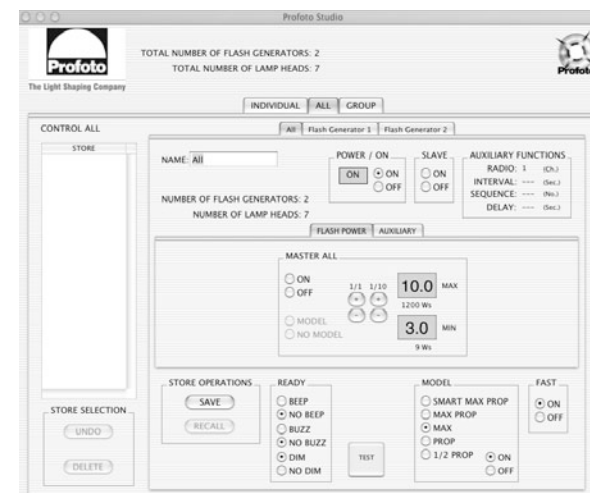 Profoto Studio
Profoto
The Light Shaping Company
TOTAL NUMBER OF FLASH GENERATORS: 2
TOTAL NUMBER OF LAMP HEADS: 7
Profoto
INDIVIDUAL ALL GROUP
CONTROL ALL
STORE
STORE SELECTION
UNDO
DELETE
All Flash Generator 1 Flash Generator 2
NAME: All
NUMBER OF FLASH GENERATORS: 2
NUMBER OF LAMP HEADS: 7
POWER / ON
ON ON
OFF
SLAVE
ON
OFF
AUXILIARY FUNCTIONS
RADIO: 1 (Ch.)
INTERVAL: --- (Sec.)
SEQUENCE: --- (No.)
DELAY: --- (Sec.)
FLASH POWER AUXILIARY
MASTER ALL
ON
OFF
MODEL
NO MODEL
1/1 1/10
+ +
- -
10.0 MAX
1200 Ws
3.0 MIN
9 Ws
STORE OPERATIONS
SAVE
RECALL
READY
BEEP
NO BEEP
BUZZ
NO BUZZ
DIM
NO DIM
TEST
MODEL
SMART MAX PROP
MAX PROP
MAX
PROP
1/2 PROP ON
OFF
FAST
ON
OFF